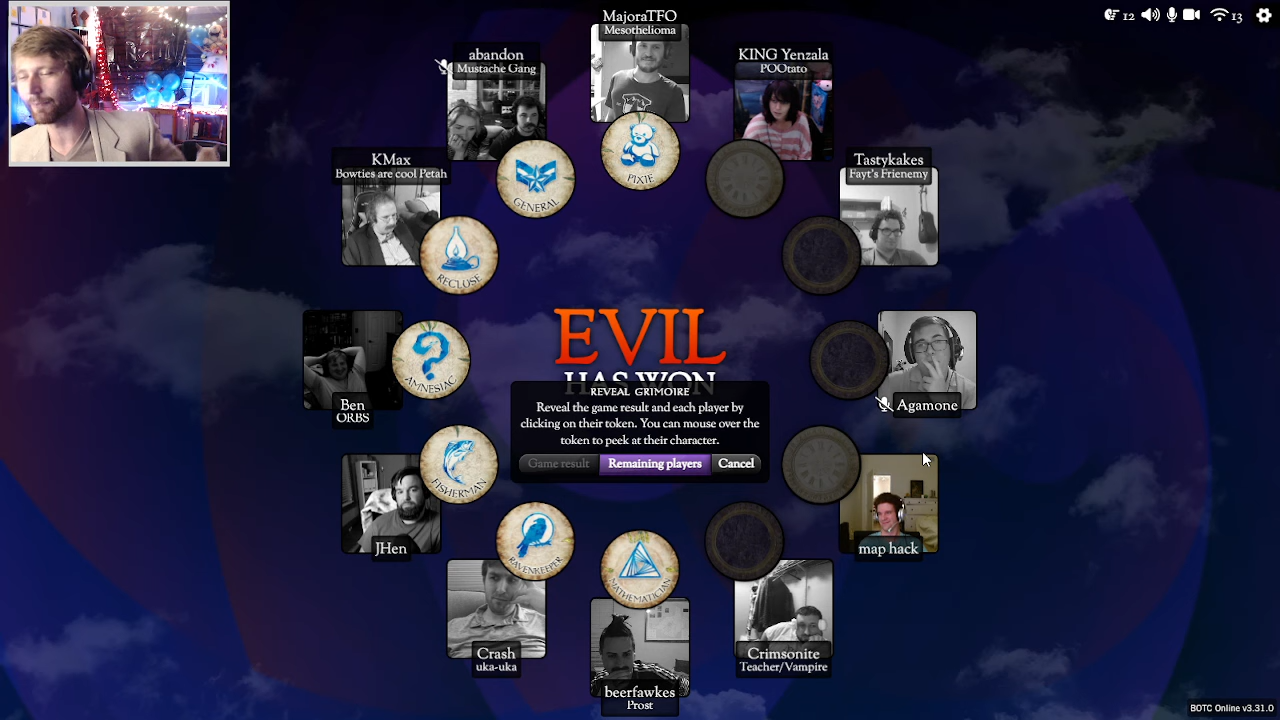 12
13
MajoraTFO
Mesothelioma
abandon
Mustache Gang
KING Yenzala
POOtato
KMax
Bowties are cool Petah
Tastykakes
Fayt's Frienemy
GENERAL
PIXIE
RECLUSE
EVIL
HAS WON
AMNESIAC
REVEAL GRIMOIRE
Reveal the game result and each player by
clicking on their token. You can mouse over the
token to peek at their character.
Game result
Remaining players
Cancel
Ben
ORBS
Agamone
FISHERMAN
JHen
RAVENKEEPER
MATHEMATICIAN
map hack
Crash
uka-uka
Crimsonite
Teacher/Vampire
beerfawkes
Prost
BOTC Online v3.31.0